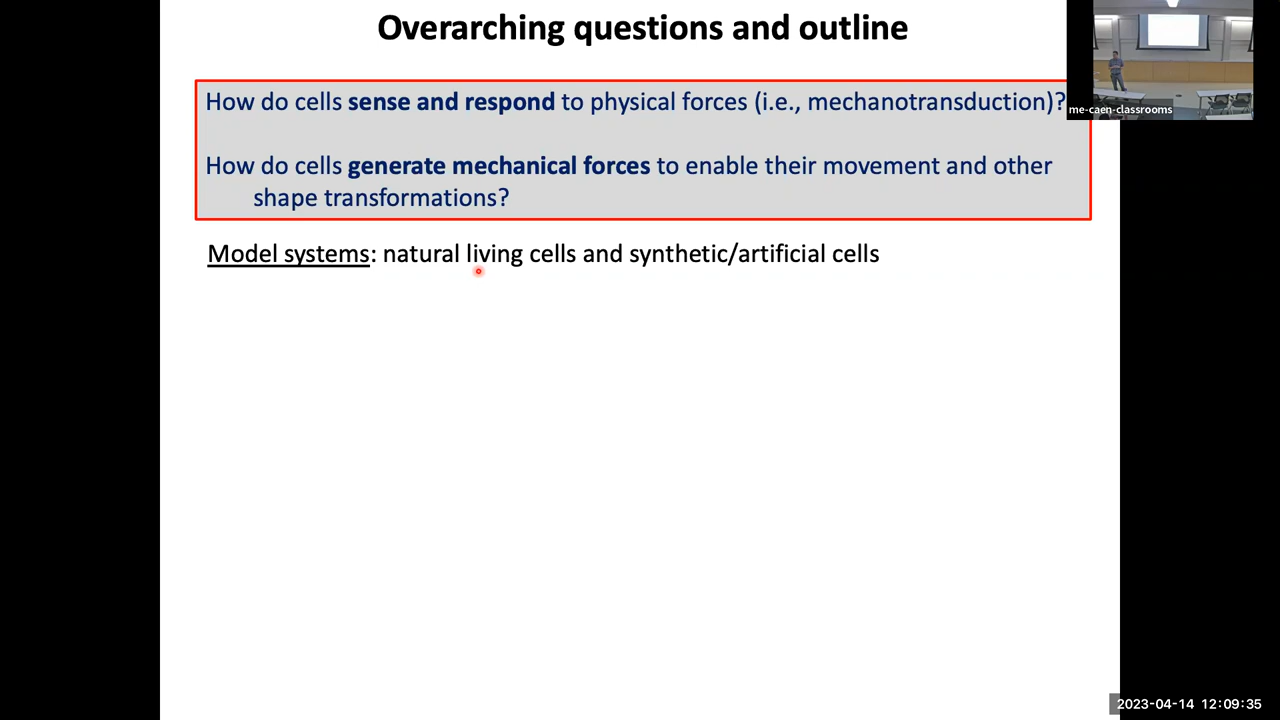 Overarching questions and outline
How do cells sense and respond to physical forces (i.e., mechanotransduction)?
me-caen-classrooms
How do cells generate mechanical forces to enable their movement and other
shape transformations?
Model systems: natural living cells and synthetic/artificial cells
2023-04-14 12:09:35